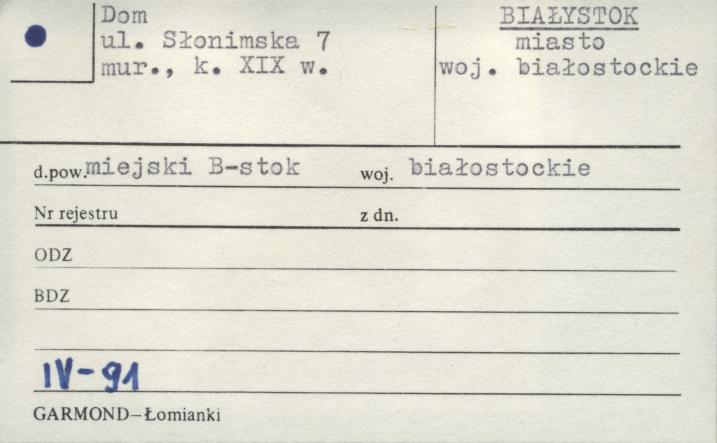 Dom
ul. Słonimska 7
mur., k. XIX w.
BIAŁYSTOK
miasto
woj. białostockie
d.pow. miejski B-stok woj. białostockie
Nr rejestru z dn.
ODZ
BDZ
IV-91
GARMOND-Łomianki